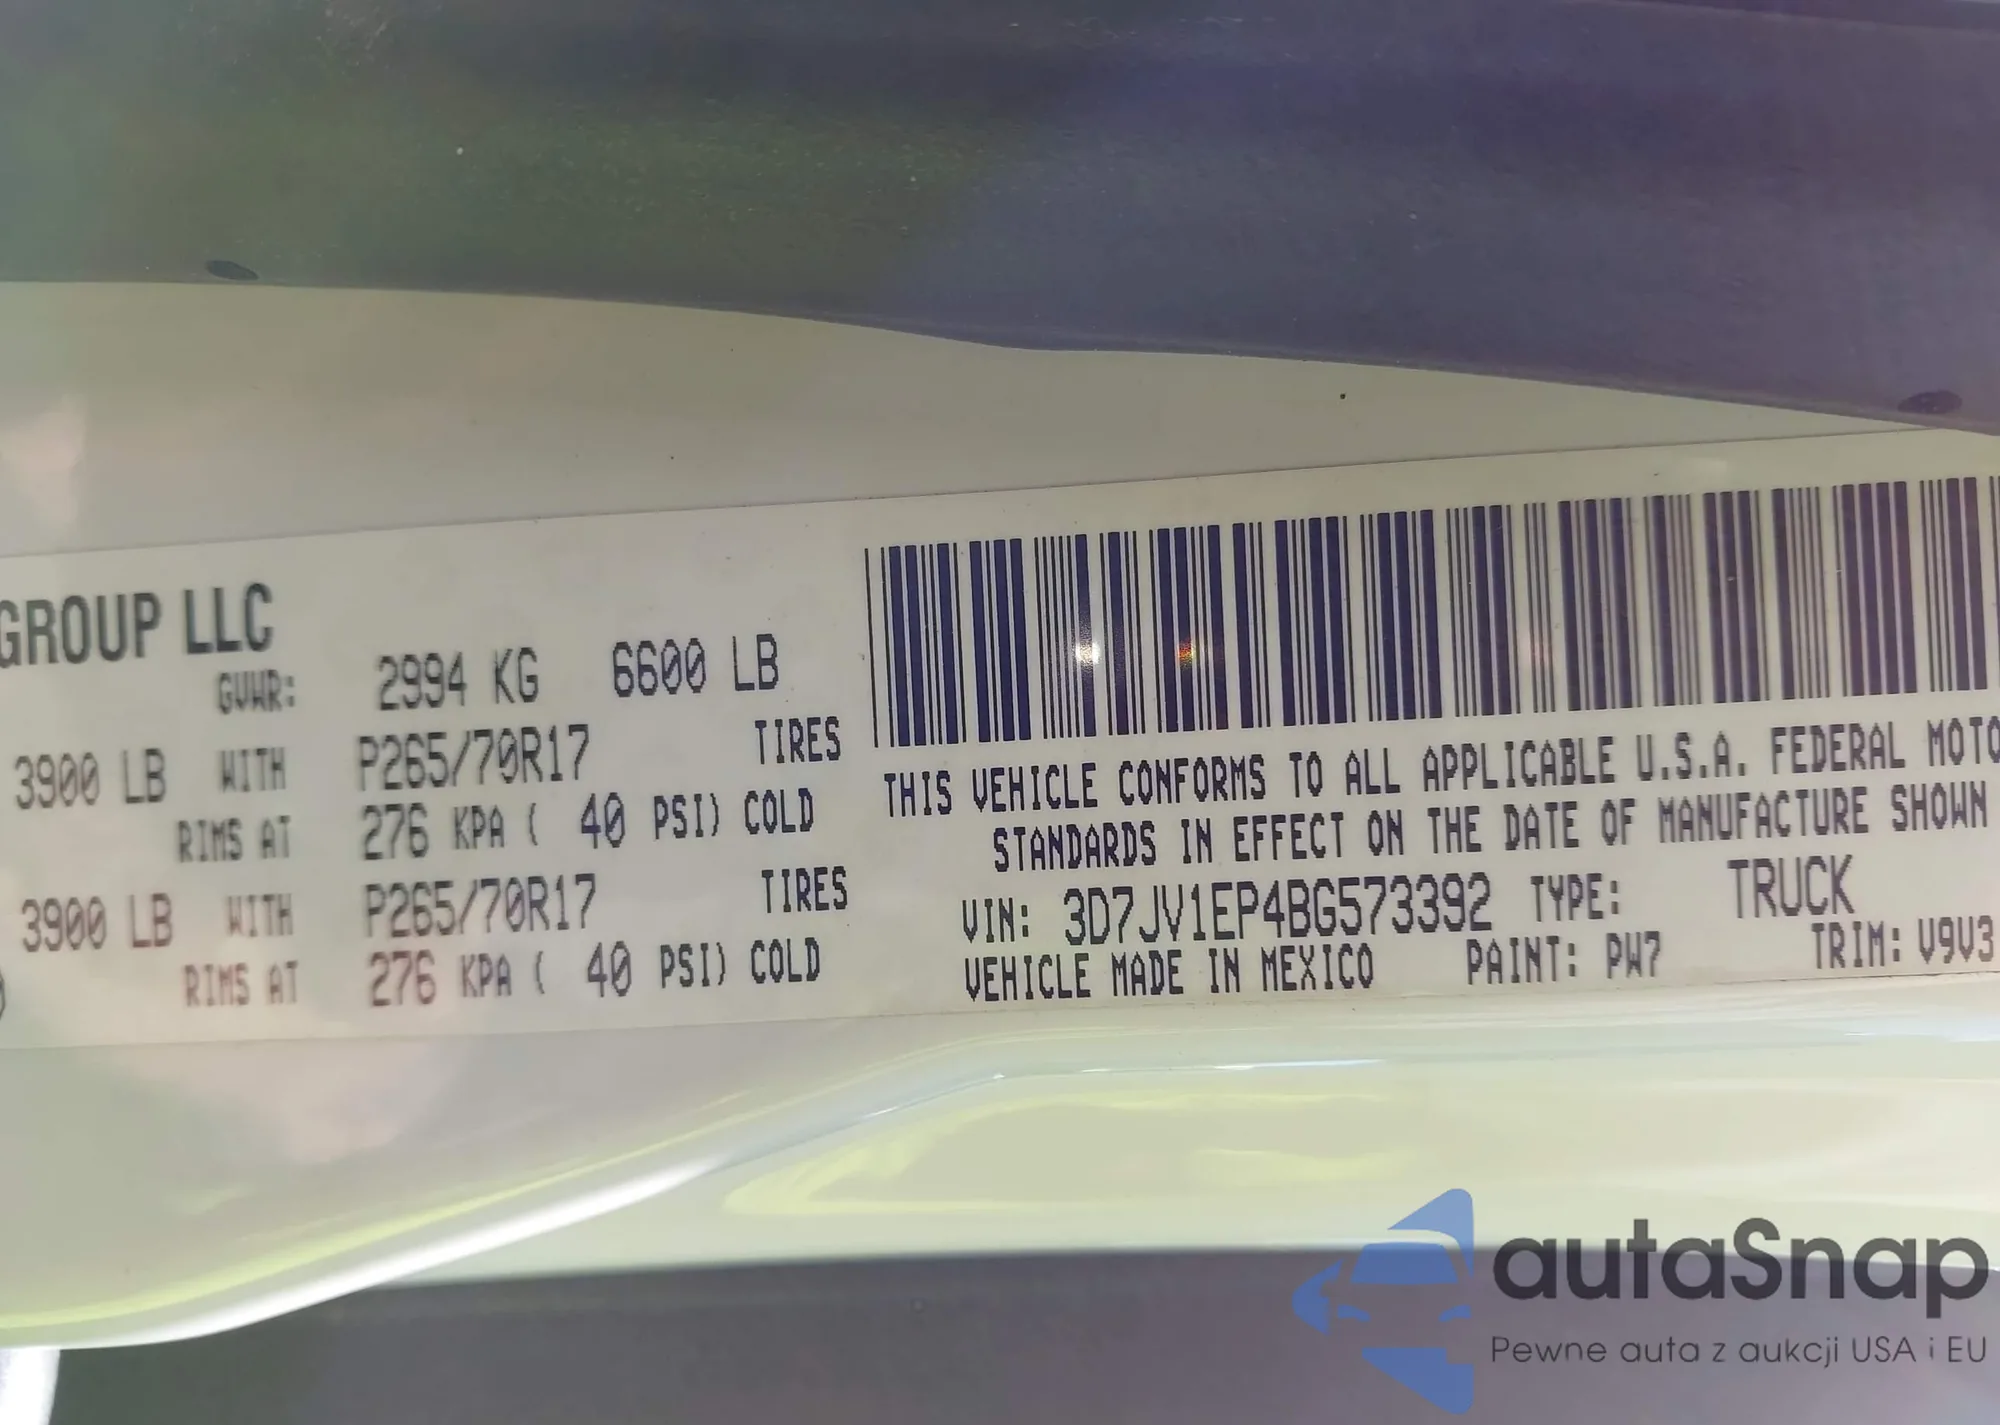 GROUP LLC
GVWR: 2994 KG 6600 LB
3900 LB WITH P265/70R17 TIRES
RIMS AT 276 KPA ( 40 PSI) COLD
3900 LB WITH P265/70R17 TIRES
RIMS AT 276 KPA ( 40 PSI) COLD
THIS VEHICLE CONFORMS TO ALL APPLICABLE U.S.A. FEDERAL MOTO
STANDARDS IN EFFECT ON THE DATE OF MANUFACTURE SHOWN
VIN: 3D7JV1EP4BG573392 TYPE: TRUCK
VEHICLE MADE IN MEXICO PAINT: PW7 TRIM: V9V3
autaSnap
Pewne auta z aukcji USA i EU